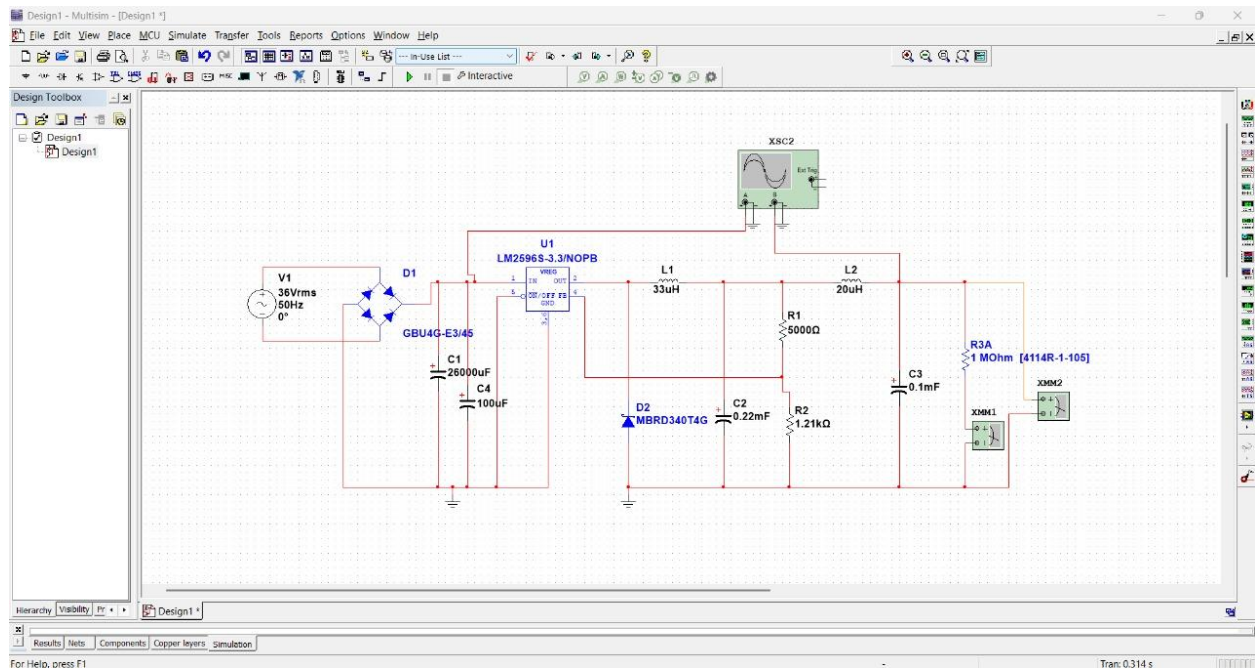 Design1 - Multisim - [Design1 *]
File Edit View Place MCU Simulate Transfer Tools Reports Options Window Help
--- In-Use List ---
Interactive
Design Toolbox
Design1
Design1
XSC2
Ext Trig
A B
V1
36Vrms
50Hz
0°
D1
GBU4G-E3/45
U1
LM2596S-3.3/NOPB
VREG
1 IN OUT 2
5 ON/OFF FB 4
GND
C1
26000uF
C4
100uF
L1
33uH
L2
20uH
R1
5000Ω
D2
MBRD340T4G
C2
0.22mF
R2
1.21kΩ
C3
0.1mF
R3A
1 MOhm [4114R-1-105]
XMM1
XMM2
Hierarchy Visibility
Design1 *
Results Nets Components Copper layers Simulation
For Help, press F1
- Tran: 0.314 s